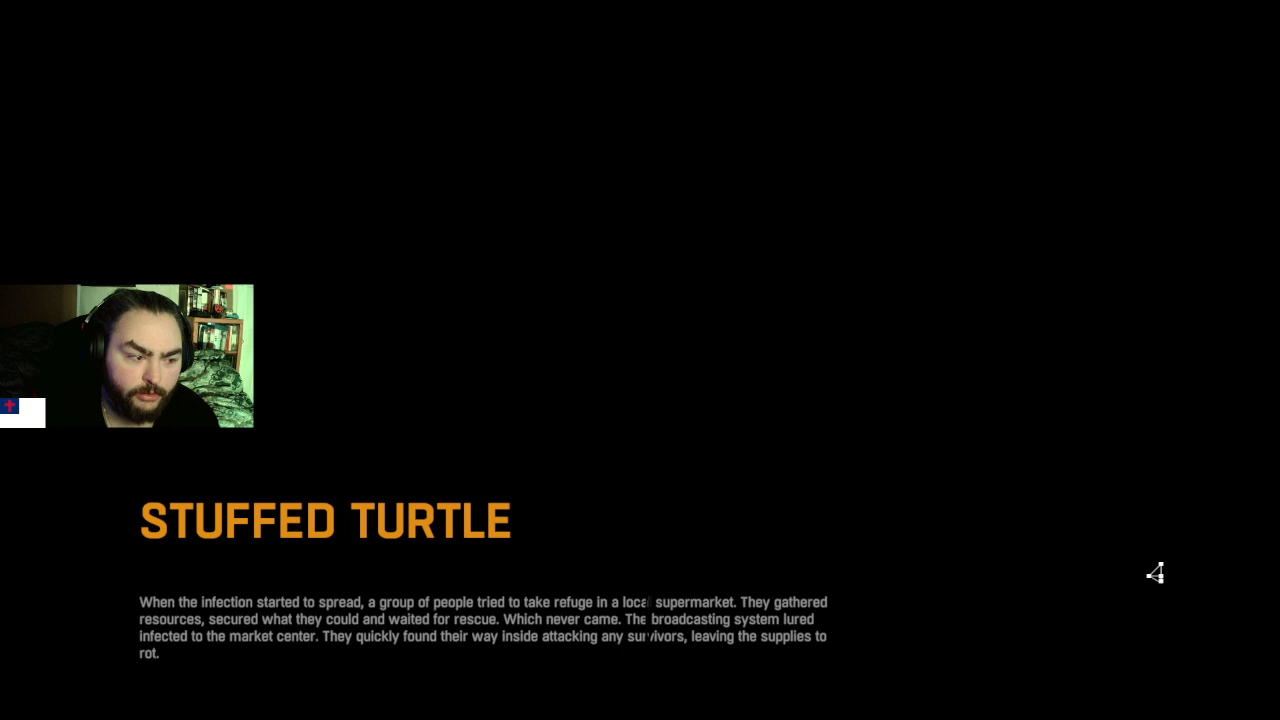 STUFFED TURTLE
When the infection started to spread, a group of people tried to take refuge in a local supermarket. They gathered
resources, secured what they could and waited for rescue. Which never came. The broadcasting system lured
infected to the market center. They quickly found their way inside attacking any survivors, leaving the supplies to
rot.